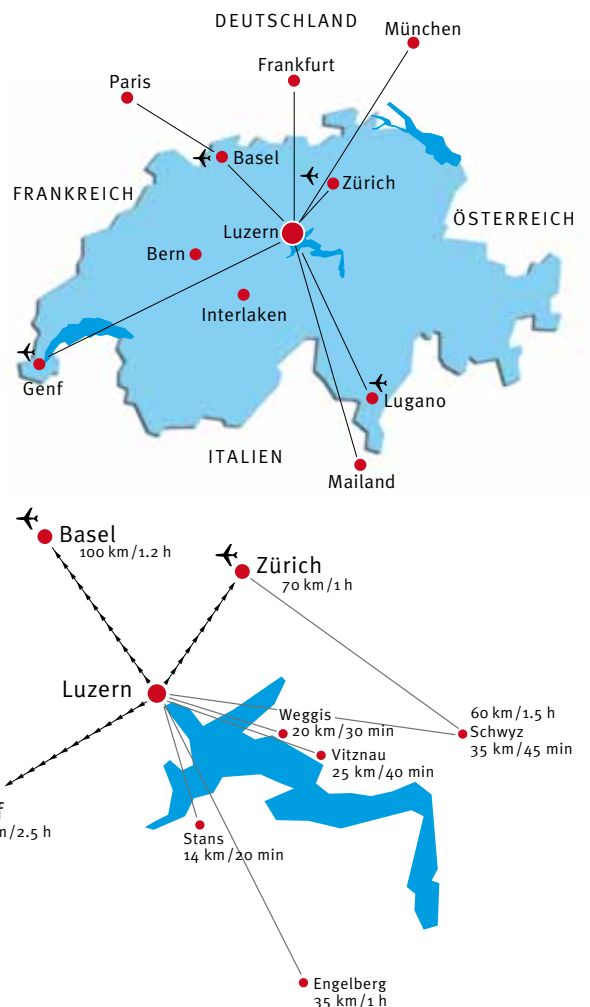 DEUTSCHLAND
München
Frankfurt
Paris
Basel
Zürich
FRANKREICH
ÖSTERREICH
Luzern
Bern
Interlaken
Genf
Lugano
ITALIEN
Mailand
Basel
100 km/1.2 h
Zürich
70 km/1 h
Luzern
Weggis
20 km/30 min
60 km/1.5 h
Schwyz
35 km/45 min
Vitznau
25 km/40 min
f
/2.5 h
Stans
14 km/20 min
Engelberg
35 km/1 h